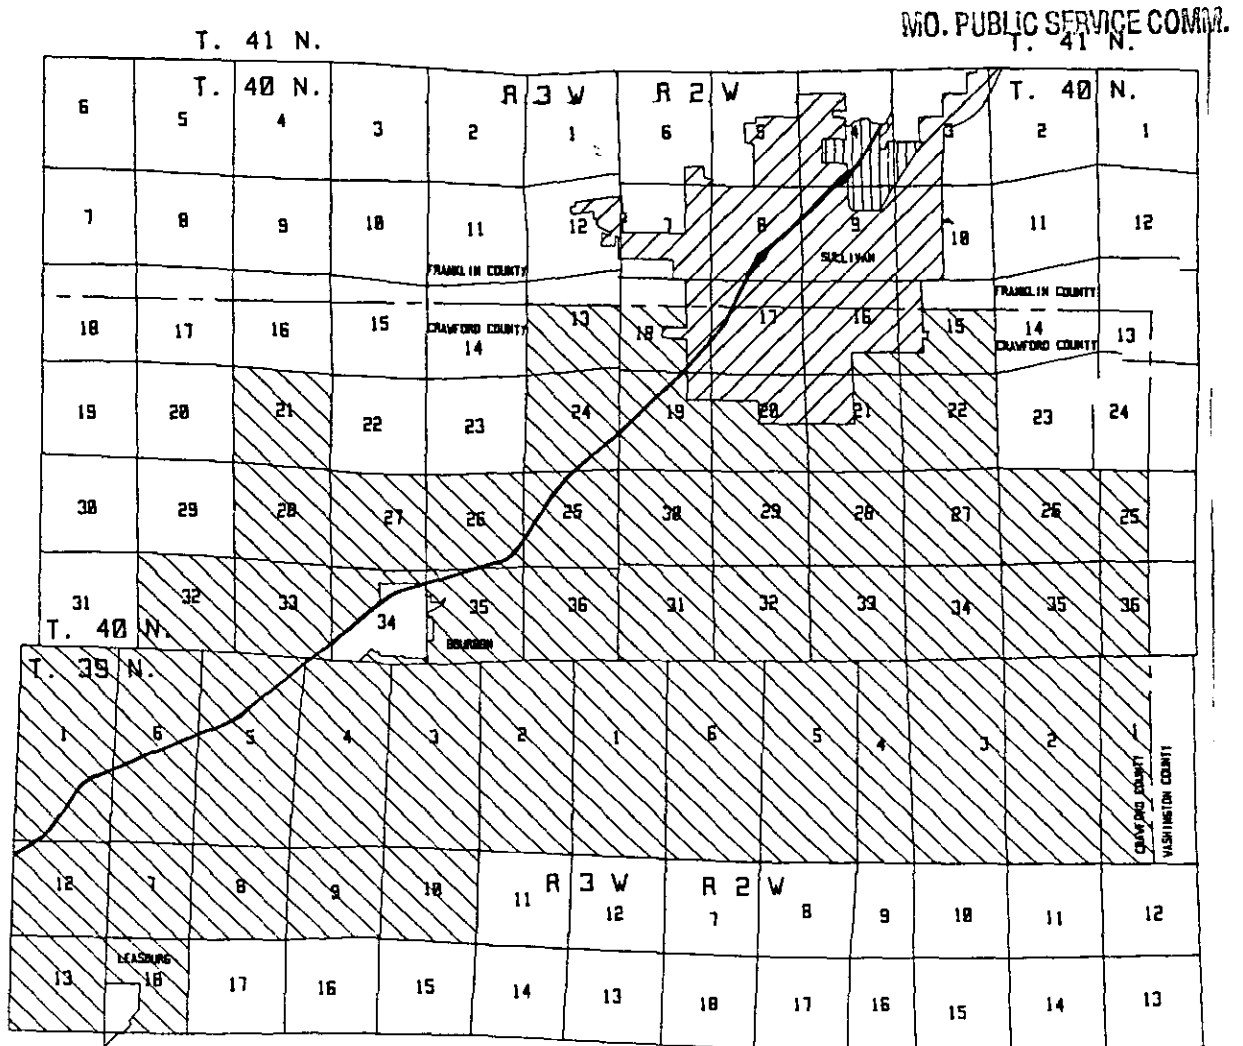 MO. PUBLIC SERVICE COMM.
T. 41 N. T. 41 N.
T. 40 N. R 3 W R 2 W T. 40 N.
6 5 4 3 2 1 6 5 4 3 2 1
7 8 9 10 11 12 7 8 9 10 11 12
SULLIVAN
FRANKLIN COUNTY FRANKLIN COUNTY
18 17 16 15 CRAWFORD COUNTY 14 13 18 17 16 15 14 CRAWFORD COUNTY 13
19 20 21 22 23 24 19 20 21 22 23 24
30 29 28 27 26 25 30 29 28 27 26 25
31 32 33 34 35 36 31 32 33 34 35 36
T. 40 N. BOURBON
T. 39 N.
1 6 5 4 3 2 1 6 5 4 3 2 1
CRAWFORD COUNTY
WASHINGTON COUNTY
12 7 8 9 10 11 R 3 W 12 R 2 W 7 8 9 10 11 12
LEASBURG
13 18 17 16 15 14 13 18 17 16 15 14 13